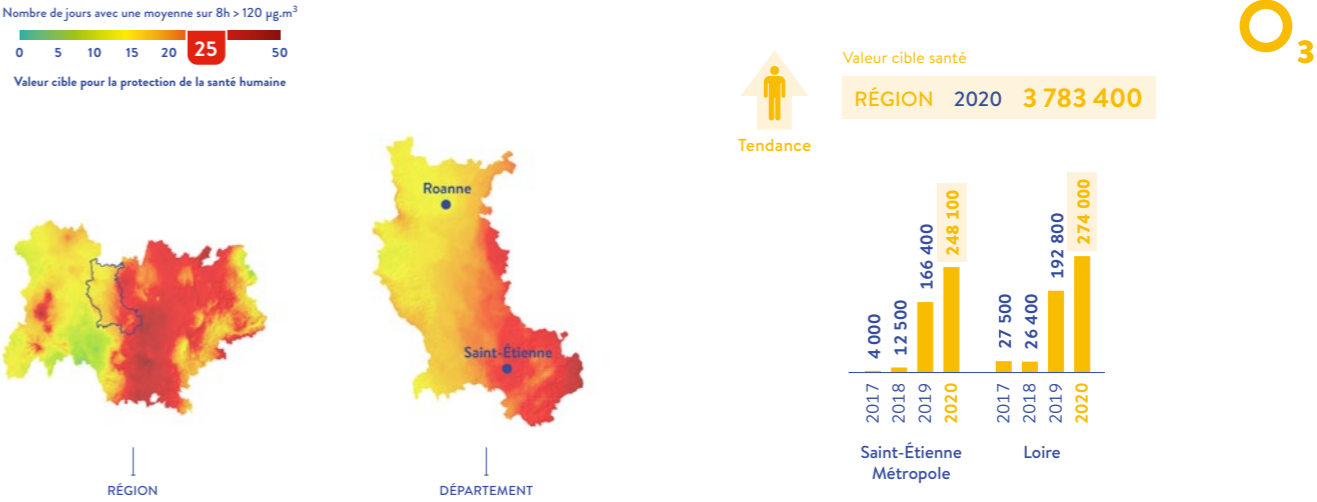 Nombre de jours avec une moyenne sur 8h > 120 µg.m³
0 5 10 15 20 25 50
Valeur cible pour la protection de la santé humaine
Roanne
Saint-Étienne
RÉGION
DÉPARTEMENT
O3
Valeur cible santé
RÉGION 2020 3 783 400
Tendance
4 000
12 500
166 400
248 100
27 500
26 400
192 800
274 000
2017
2018
2019
2020
2017
2018
2019
2020
Saint-Étienne
Métropole
Loire